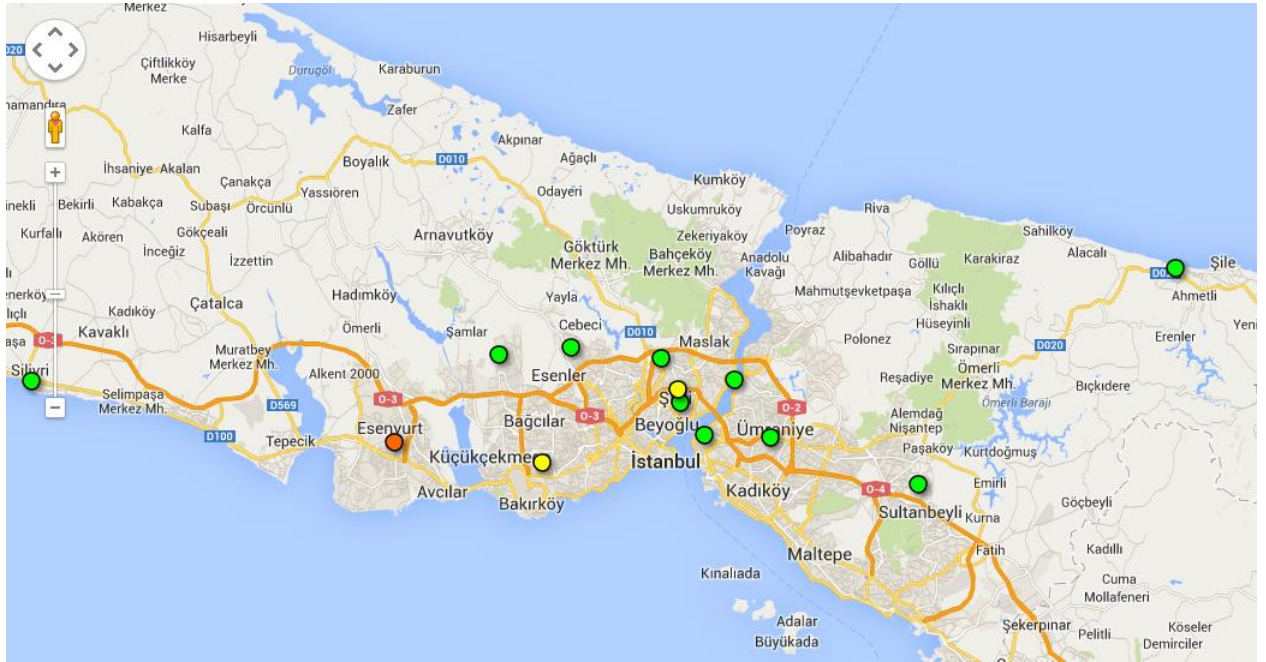 Merkez
Hisarbeyli
020
Çiftlikköy
Merke
Durugöl
Karaburun
Zafer
Kalfa
Akpınar
Boyalık
D010
Ağaçlı
İhsaniye
Akalan
Çanakça
Yassıören
Odayeri
Kumköy
Bekirli
Kabakça
Subaşı
Örcünlü
Uskumruköy
Riva
Kurfallı
Akören
Gökçeali
Arnavutköy
Zekeriyaköy
Poyraz
Sahilköy
İnceğiz
İzzettin
Göktürk
Merkez Mh.
Bahçeköy
Merkez Mh.
Anadolu
Kavağı
Alibahadır
Göllü
Karakiraz
Alacalı
Şile
Hadımköy
Yayla
Mahmutşevketpaşa
Kılıçlı
İshaklı
Ahmetli
Kadıköy
Çatalca
Kavaklı
Ömerli
Şamlar
Cebeci
D010
Maslak
Hüseyinli
Polonez
Erenler
D020
Muratbey
Merkez Mh.
Sırapınar
Silivri
Alkent 2000
Esenler
Reşadiye
Ömerli
Merkez Mh.
Bıçkıdere
Selimpaşa
Merkez Mh.
D569
O-3
O-3
O-2
Ömerli Barajı
Bağcılar
Beyoğlu
Alemdağ
Nişantep
D100
Tepecik
Esenyurt
Paşaköy
Kurtdoğmuş
İstanbul
Avcılar
Bakırköy
Kadıköy
O-4
Emirli
Sultanbeyli
Kurna
Göçbeyli
Maltepe
Fatih
Kadıllı
Kınalıada
Cuma
Mollafeneri
Adalar
Büyükada
Şekerpınar
Pelitli
Köseler
Demirciler